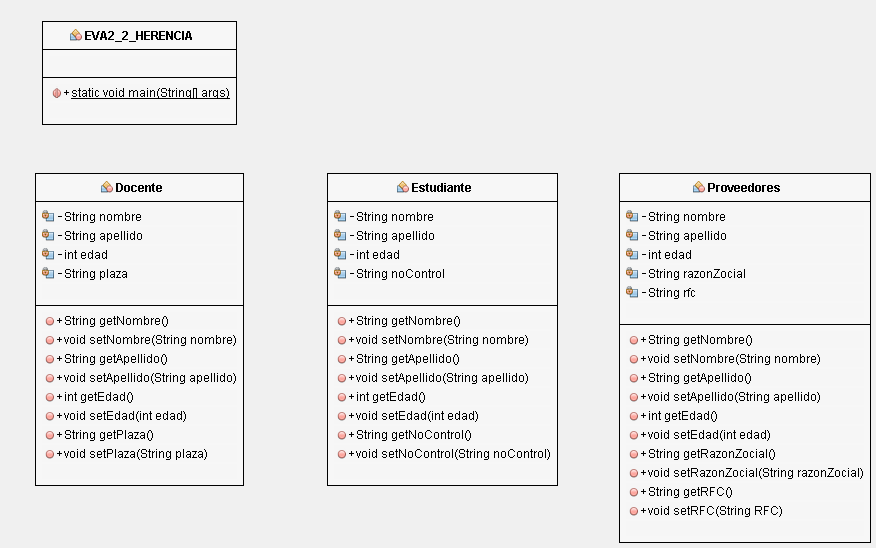 EVA2_2_HERENCIA
+static void main(String[] args)
Docente
-String nombre
-String apellido
-int edad
-String plaza
+String getNombre()
+void setNombre(String nombre)
+String getApellido()
+void setApellido(String apellido)
+int getEdad()
+void setEdad(int edad)
+String getPlaza()
+void setPlaza(String plaza)
Estudiante
-String nombre
-String apellido
-int edad
-String noControl
+String getNombre()
+void setNombre(String nombre)
+String getApellido()
+void setApellido(String apellido)
+int getEdad()
+void setEdad(int edad)
+String getNoControl()
+void setNoControl(String noControl)
Proveedores
-String nombre
-String apellido
-int edad
-String razonZocial
-String rfc
+String getNombre()
+void setNombre(String nombre)
+String getApellido()
+void setApellido(String apellido)
+int getEdad()
+void setEdad(int edad)
+String getRazonZocial()
+void setRazonZocial(String razonZocial)
+String getRFC()
+void setRFC(String RFC)